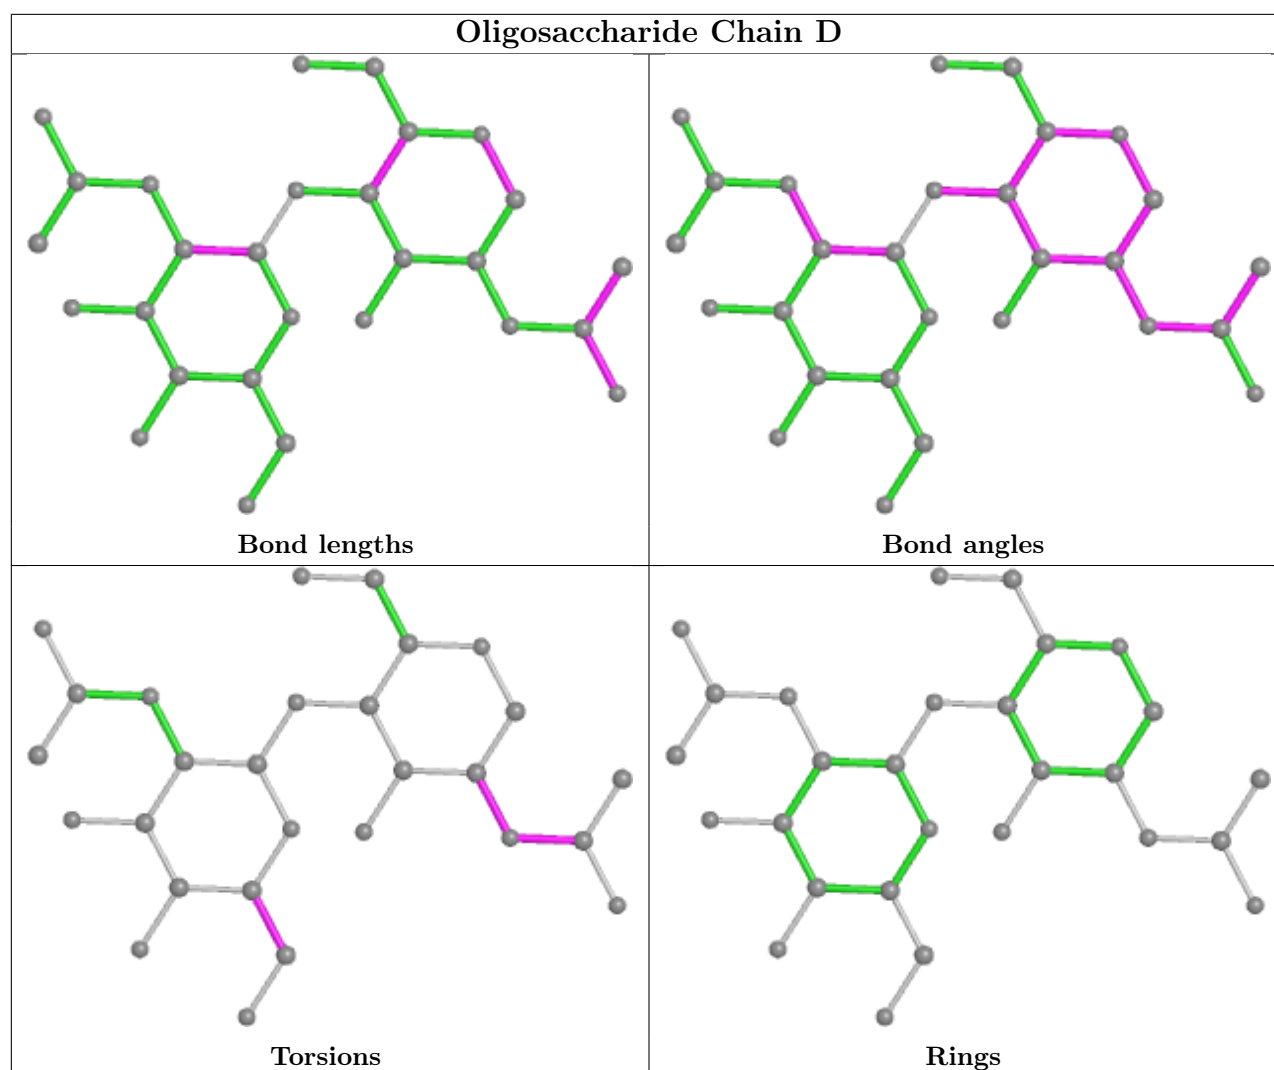 Oligosaccharide Chain D
Bond lengths
Bond angles
Torsions
Rings